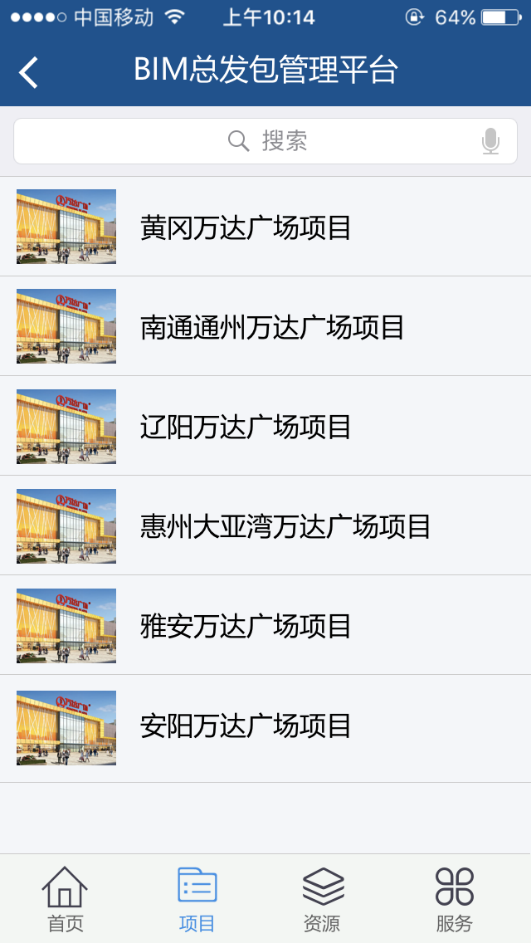 中国移动
上午10:14
64%
BIM总发包管理平台
搜索
黄冈万达广场项目
南通通州万达广场项目
辽阳万达广场项目
惠州大亚湾万达广场项目
雅安万达广场项目
安阳万达广场项目
首页
项目
资源
服务